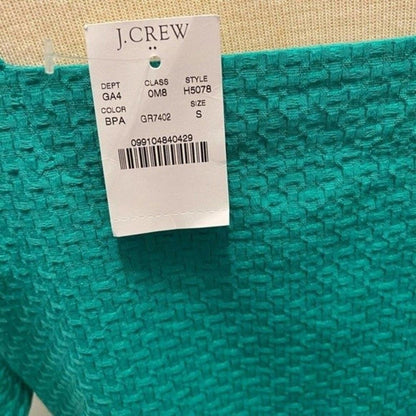 J.CREW
DEPT CLASS STYLE
GA4 0M8 H5078
COLOR SIZE
BPA GR7402 S
099104840429